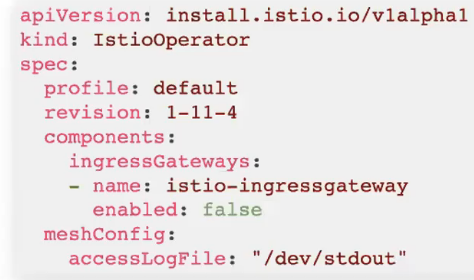 apiVersion: install.istio.io/v1alpha1
kind: IstioOperator
spec:
  profile: default
  revision: 1-11-4
  components:
    ingressGateways:
    - name: istio-ingressgateway
      enabled: false
  meshConfig:
    accessLogFile: "/dev/stdout"